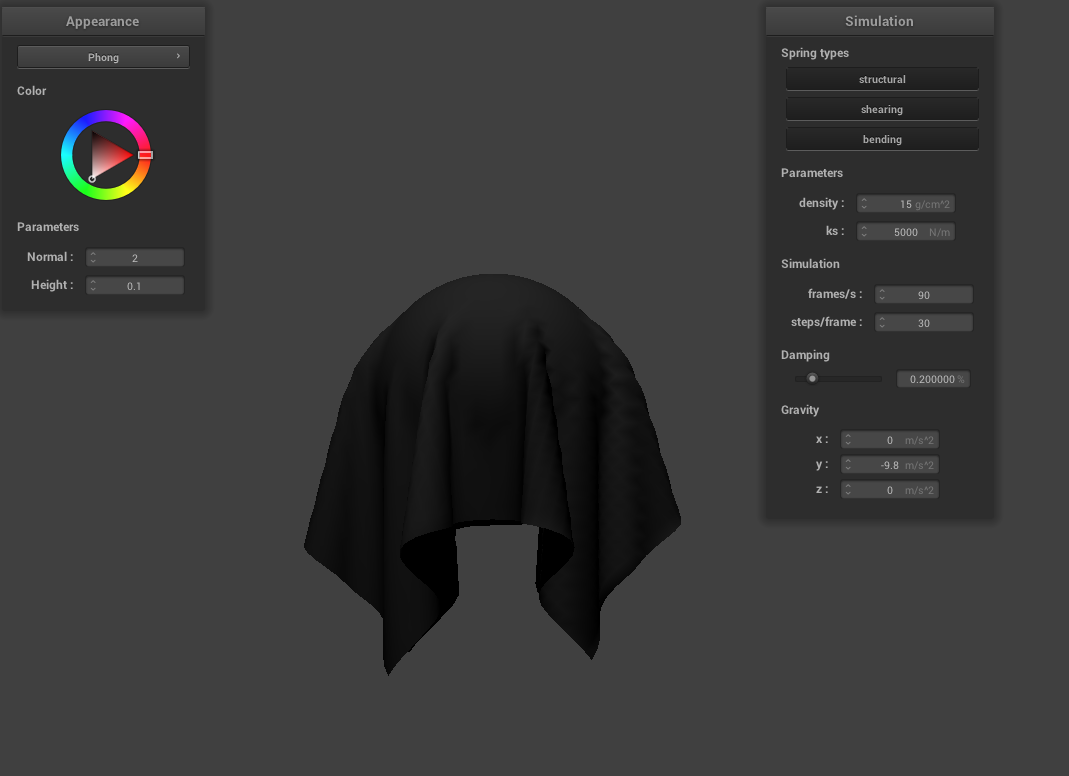 Appearance
Phong
Color
Parameters
Normal : 2
Height : 0.1
Simulation
Spring types
structural
shearing
bending
Parameters
density : 15 g/cm^2
ks : 5000 N/m
Simulation
frames/s : 90
steps/frame : 30
Damping
0.200000 %
Gravity
x : 0 m/s^2
y : -9.8 m/s^2
z : 0 m/s^2